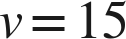 v = 15